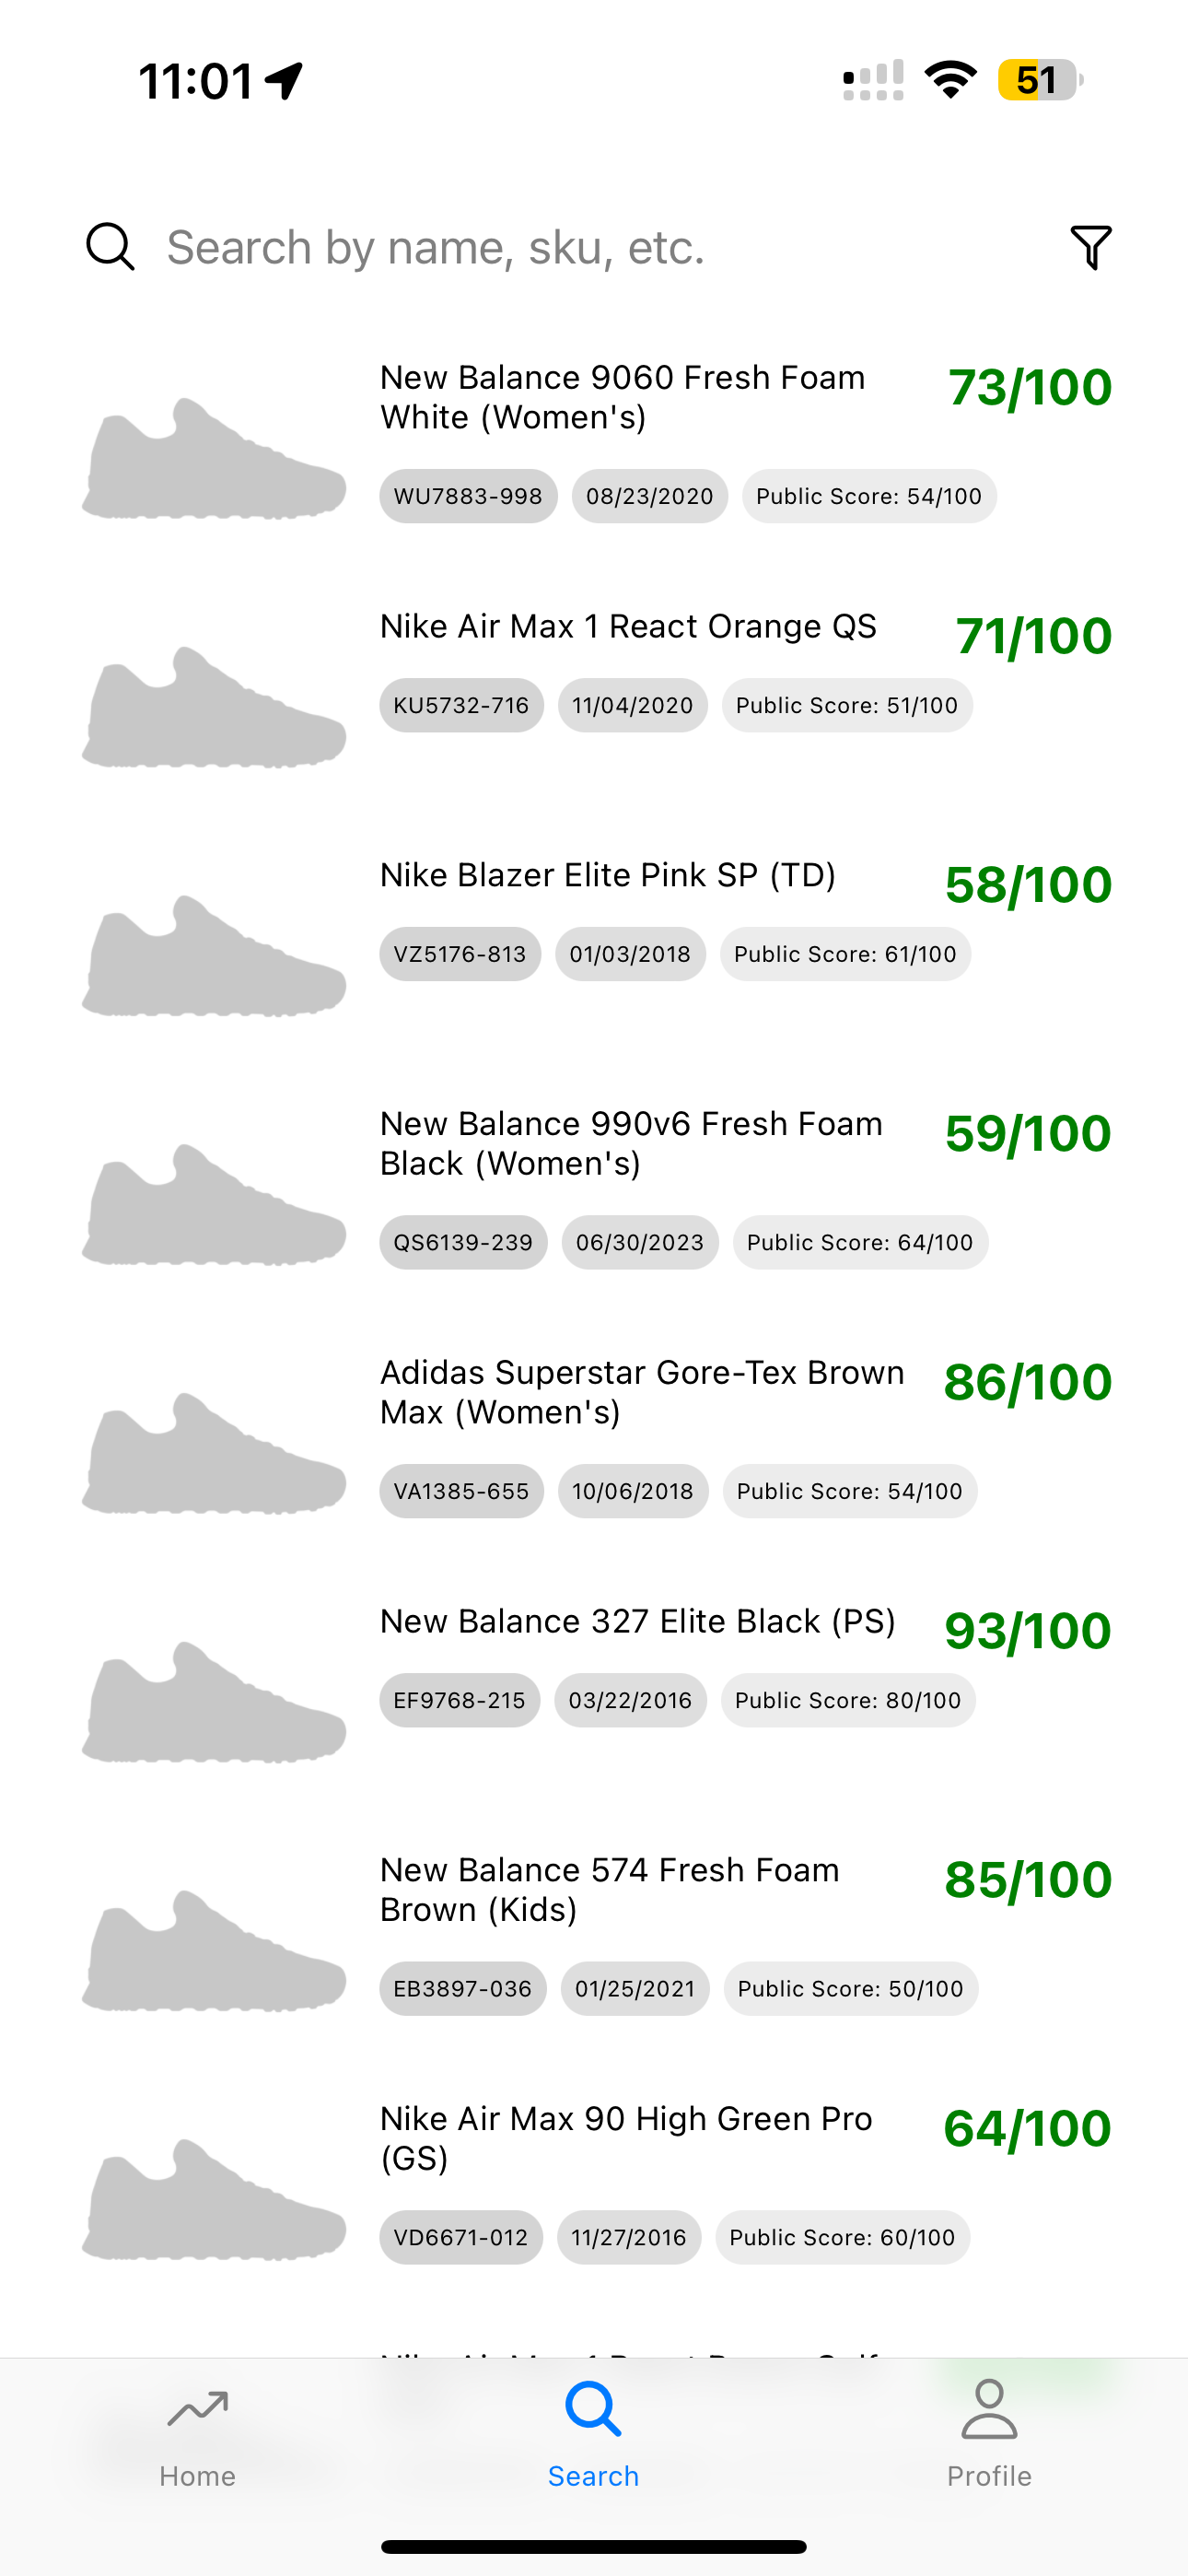 11:01
51
Search by name, sku, etc.
New Balance 9060 Fresh Foam
White (Women's)
73/100
WU7883-998 08/23/2020 Public Score: 54/100
Nike Air Max 1 React Orange QS
71/100
KU5732-716 11/04/2020 Public Score: 51/100
Nike Blazer Elite Pink SP (TD)
58/100
VZ5176-813 01/03/2018 Public Score: 61/100
New Balance 990v6 Fresh Foam
Black (Women's)
59/100
QS6139-239 06/30/2023 Public Score: 64/100
Adidas Superstar Gore-Tex Brown
Max (Women's)
86/100
VA1385-655 10/06/2018 Public Score: 54/100
New Balance 327 Elite Black (PS)
93/100
EF9768-215 03/22/2016 Public Score: 80/100
New Balance 574 Fresh Foam
Brown (Kids)
85/100
EB3897-036 01/25/2021 Public Score: 50/100
Nike Air Max 90 High Green Pro
(GS)
64/100
VD6671-012 11/27/2016 Public Score: 60/100
Home Search Profile